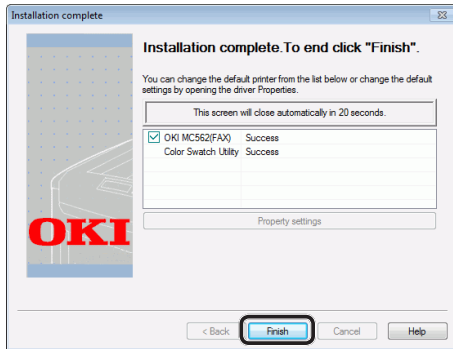 Installation complete
Installation complete.To end click "Finish".
You can change the default printer from the list below or change the default
settings by opening the driver Properties.
This screen will close automatically in 20 seconds.
OKI MC562(FAX) Success
Color Swatch Utility Success
Property settings
OKI
< Back Finish Cancel Help